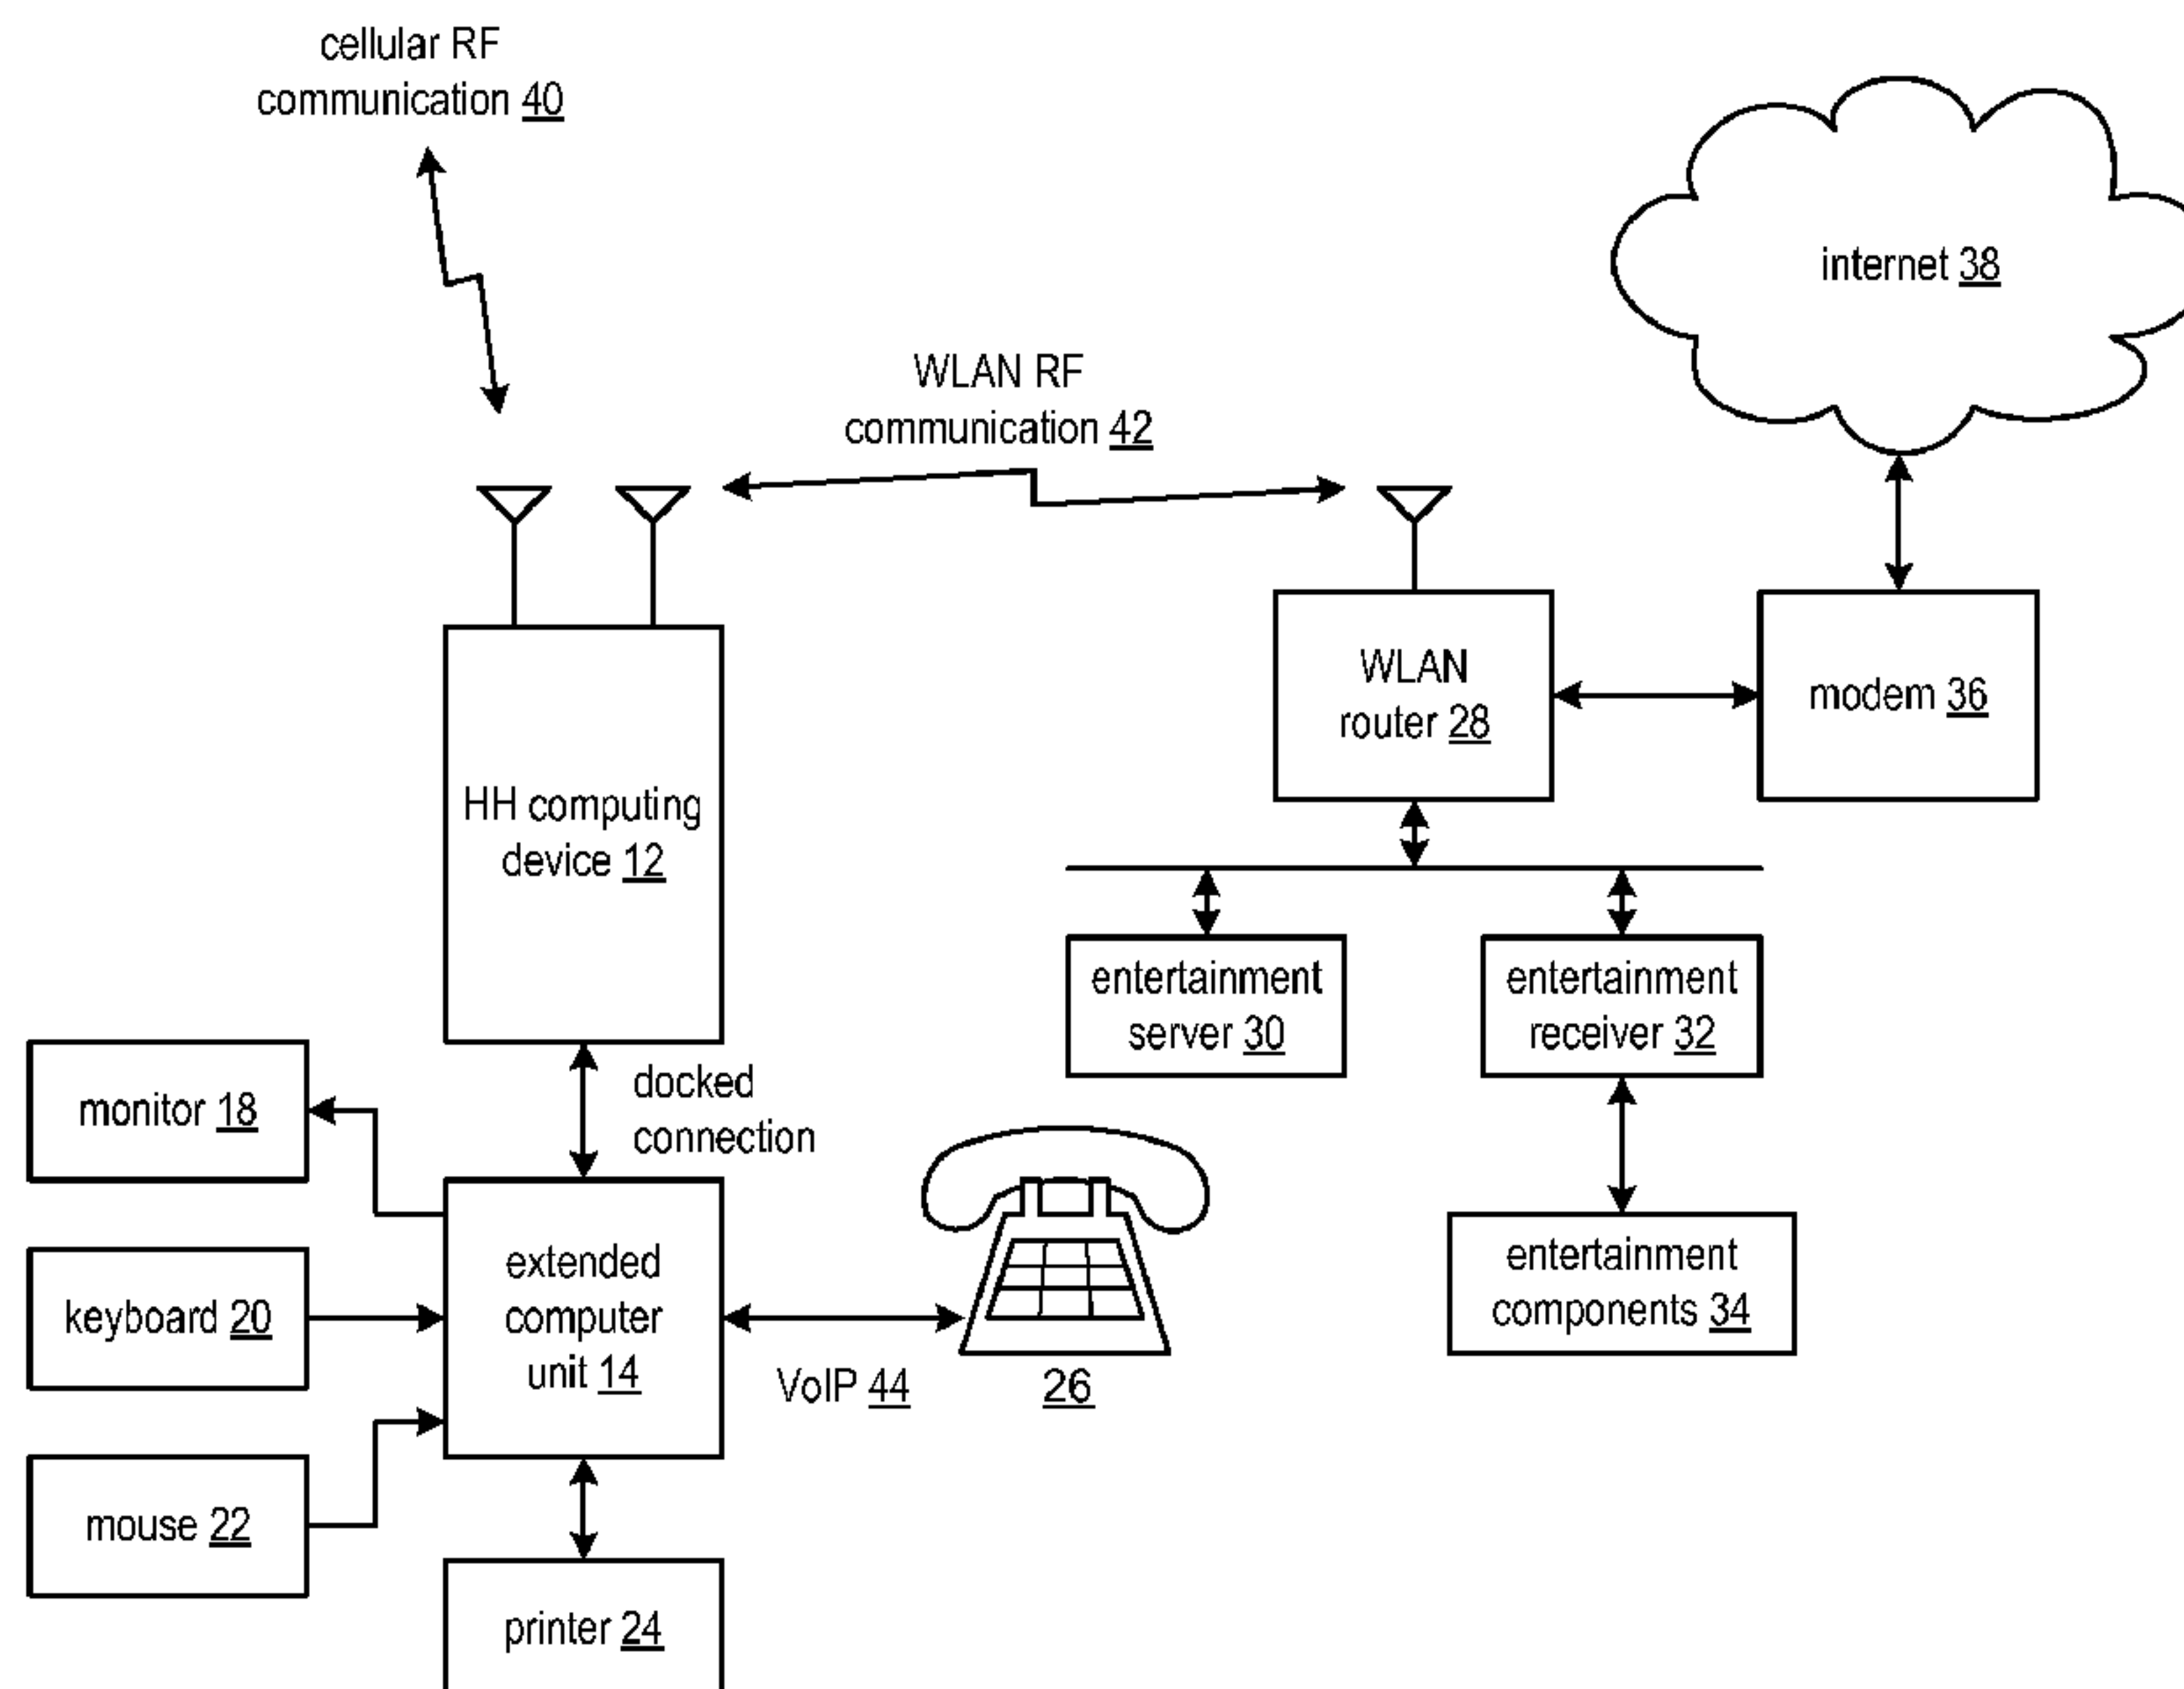 cellular RF
communication 40
internet 38
WLAN RF
communication 42
WLAN
router 28
modem 36
HH computing
device 12
entertainment
server 30
entertainment
receiver 32
docked
connection
monitor 18
extended
computer
unit 14
keyboard 20
VoIP 44
26
entertainment
components 34
mouse 22
printer 24